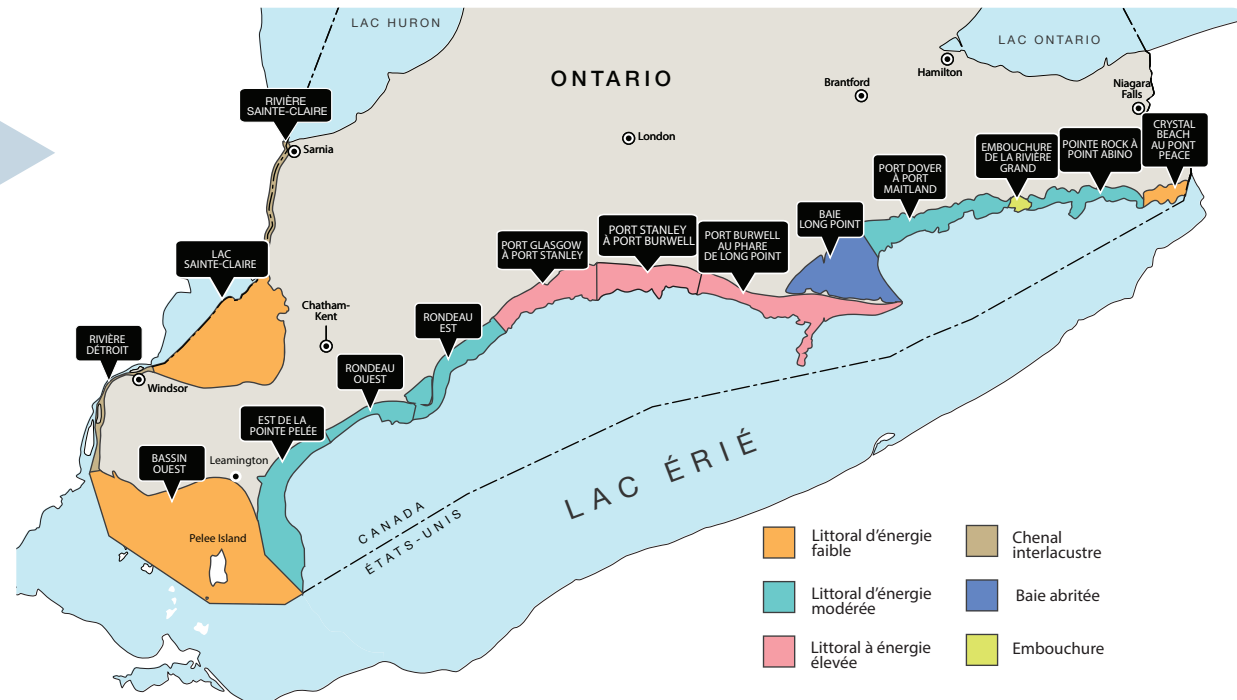 LAC HURON
LAC ONTARIO
ONTARIO
Hamilton
Brantford
Niagara
Falls
RIVIÈRE
SAINTE-CLAIRE
Sarnia
London
CRYSTAL
BEACH
AU PONT
PEACE
EMBOUCHURE
DE LA RIVIÈRE
GRAND
POINTE ROCK À
POINT ABINO
PORT DOVER
À PORT
MAITLAND
BAIE
LONG POINT
PORT STANLEY
À PORT BURWELL
PORT BURWELL
AU PHARE
DE LONG POINT
PORT GLASGOW
À PORT STANLEY
LAC
SAINTE-CLAIRE
Chatham-
Kent
RONDEAU
EST
RIVIÈRE
DÉTROIT
RONDEAU
OUEST
Windsor
EST DE LA
POINTE PELÉE
BASSIN
OUEST
Leamington
Pelee Island
CANADA
ÉTATS-UNIS
LAC ÉRIÉ
Littoral d'énergie
faible
Littoral d'énergie
modérée
Littoral à énergie
élevée
Chenal
interlacustre
Baie abritée
Embouchure